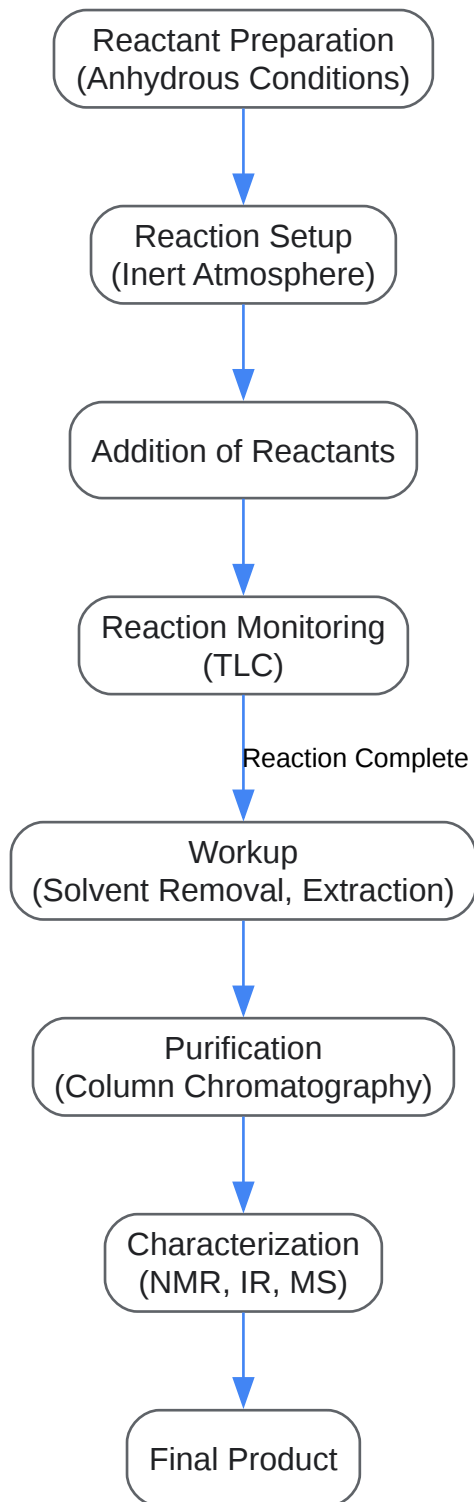 Reactant Preparation
(Anhydrous Conditions)
Reaction Setup
(Inert Atmosphere)
Addition of Reactants
Reaction Monitoring
(TLC)
Reaction Complete
Workup
(Solvent Removal, Extraction)
Purification
(Column Chromatography)
Characterization
(NMR, IR, MS)
Final Product